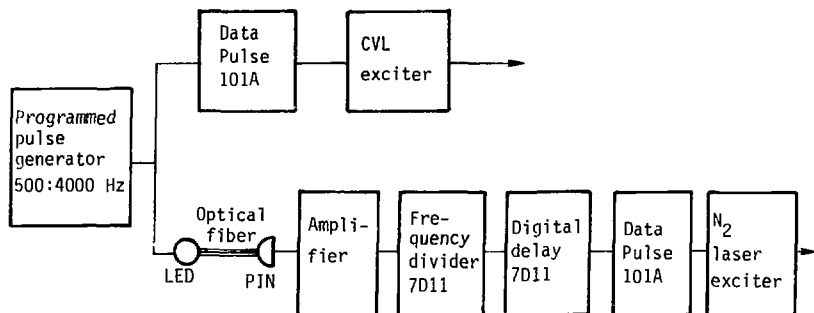 Data
Pulse
101A
CVL
exciter
Programmed
pulse
generator
500:4000 Hz
Optical
fiber
LED
PIN
Ampli-
fier
Fre-
quency
divider
7D11
Digital
delay
7D11
Data
Pulse
101A
N2
laser
exciter